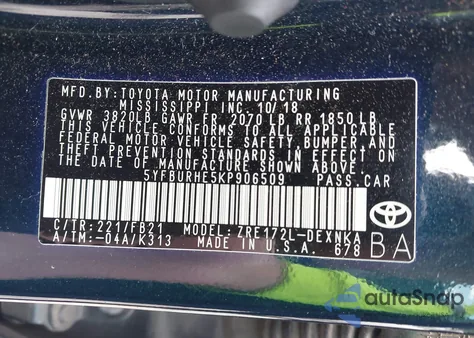 MFD.BY:TOYOTA MOTOR MANUFACTURING
MISSISSIPPI INC. 10/18
GVWR 3820LB GAWR FR 2070 LB RR 1850 LB
THIS VEHICLE CONFORMS TO ALL APPLICABLE
FEDERAL MOTOR VEHICLE SAFETY, BUMPER, AND
THEFT PREVENTION STANDARDS IN EFFECT ON THE
DATE OF MANUFACTURE SHOWN ABOVE.
5YFBURHE5KP906509 PASS.CAR
C/TR:221/FB21 MODEL:ZRE172L-DEXNKA
A/TM:-04A/K313 MADE IN U.S.A. 678
BA
autoSnap